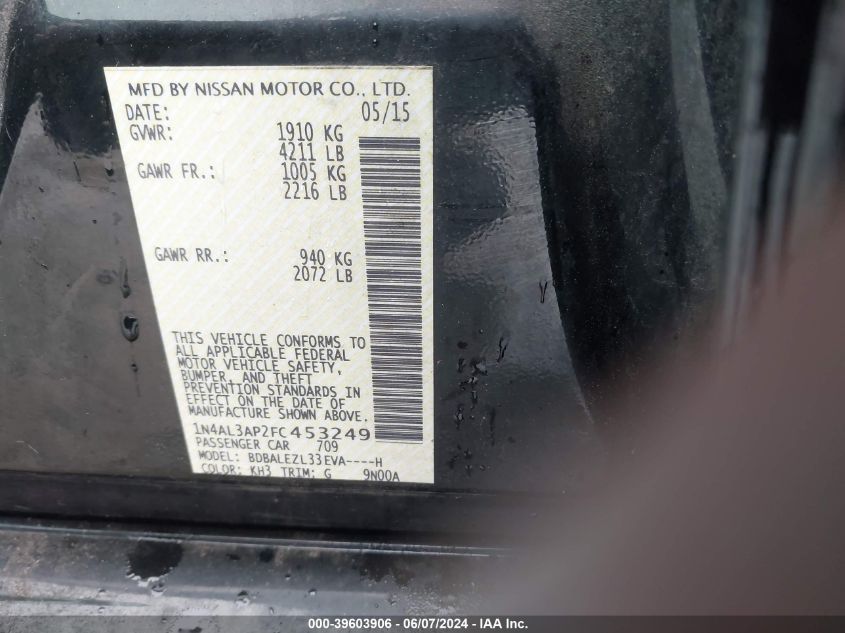 MFD BY NISSAN MOTOR CO., LTD.
DATE: 05/15
GVWR: 1910 KG
4211 LB
GAWR FR.: 1005 KG
2216 LB
GAWR RR.: 940 KG
2072 LB
THIS VEHICLE CONFORMS TO
ALL APPLICABLE FEDERAL
MOTOR VEHICLE SAFETY,
BUMPER, AND THEFT
PREVENTION STANDARDS IN
EFFECT ON THE DATE OF
MANUFACTURE SHOWN ABOVE.
1N4AL3AP2FC453249
PASSENGER CAR 709
MODEL: BDBALEZL33EVA----H
COLOR: KH3 TRIM: G 9N00A
000-39603906 - 06/07/2024 - IAA Inc.